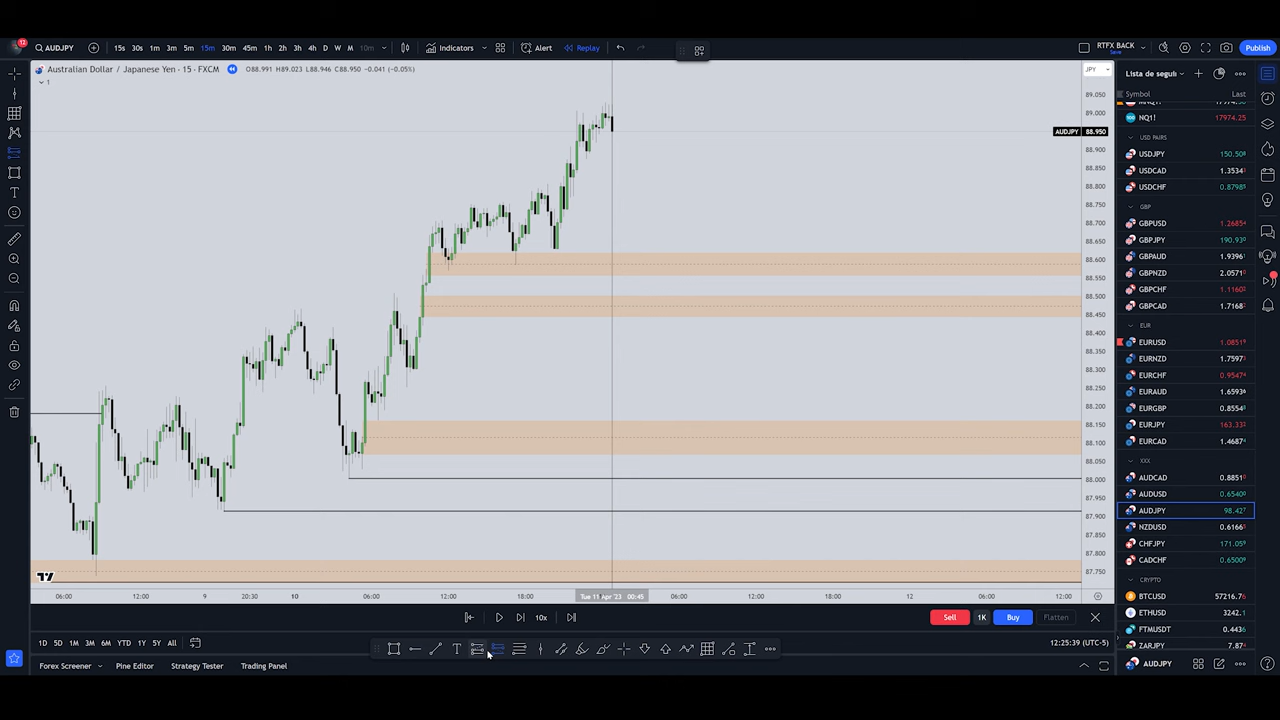 12
AUDJPY
15s 30s 1m 3m 5m 15m 30m 45m 1h 2h 3h 4h D W M 10m
Indicators
Alert
Replay
RTFX BACK
Save
Publish
Australian Dollar / Japanese Yen · 15 · FXCM
O88.991 H89.023 L88.946 C88.950 -0.041 (-0.05%)
1
JPY
89.050
89.000
AUDJPY 88.950
88.900
88.850
88.800
88.750
88.700
88.650
88.600
88.550
88.500
88.450
88.400
88.350
88.300
88.250
88.200
88.150
88.100
88.050
88.000
87.950
87.900
87.850
87.800
87.750
06:00 12:00 9 20:30 10 06:00 12:00 18:00 Tue 11 Apr '23 00:45 06:00 12:00 18:00 12 06:00 12:00
10x
Sell 1K Buy Flatten
1D 5D 1M 3M 6M YTD 1Y 5Y All
12:25:39 (UTC-5)
Forex Screener Pine Editor Strategy Tester Trading Panel
Lista de segui
Symbol Last
NQ1! 17974.25
USD PAIRS
USDJPY 150.508
USDCAD 1.3534
USDCHF 0.8798
GBP
GBPUSD 1.2685
GBPJPY 190.930
GBPAUD 1.9396
GBPNZD 2.0571
GBPCHF 1.1160
GBPCAD 1.7168
EUR
EURUSD 1.0851
EURNZD 1.7597
EURCHF 0.9547
EURAUD 1.6593
EURGBP 0.8554
EURJPY 163.33
EURCAD 1.4687
XXX
AUDCAD 0.8851
AUDUSD 0.6540
AUDJPY 98.427
NZDUSD 0.6166
CHFJPY 171.05
CADCHF 0.6500
CRYPTO
BTCUSD 57216.7
ETHUSD 3242.
FTMUSDT 0.443
ZARJPY 7.87
AUDJPY